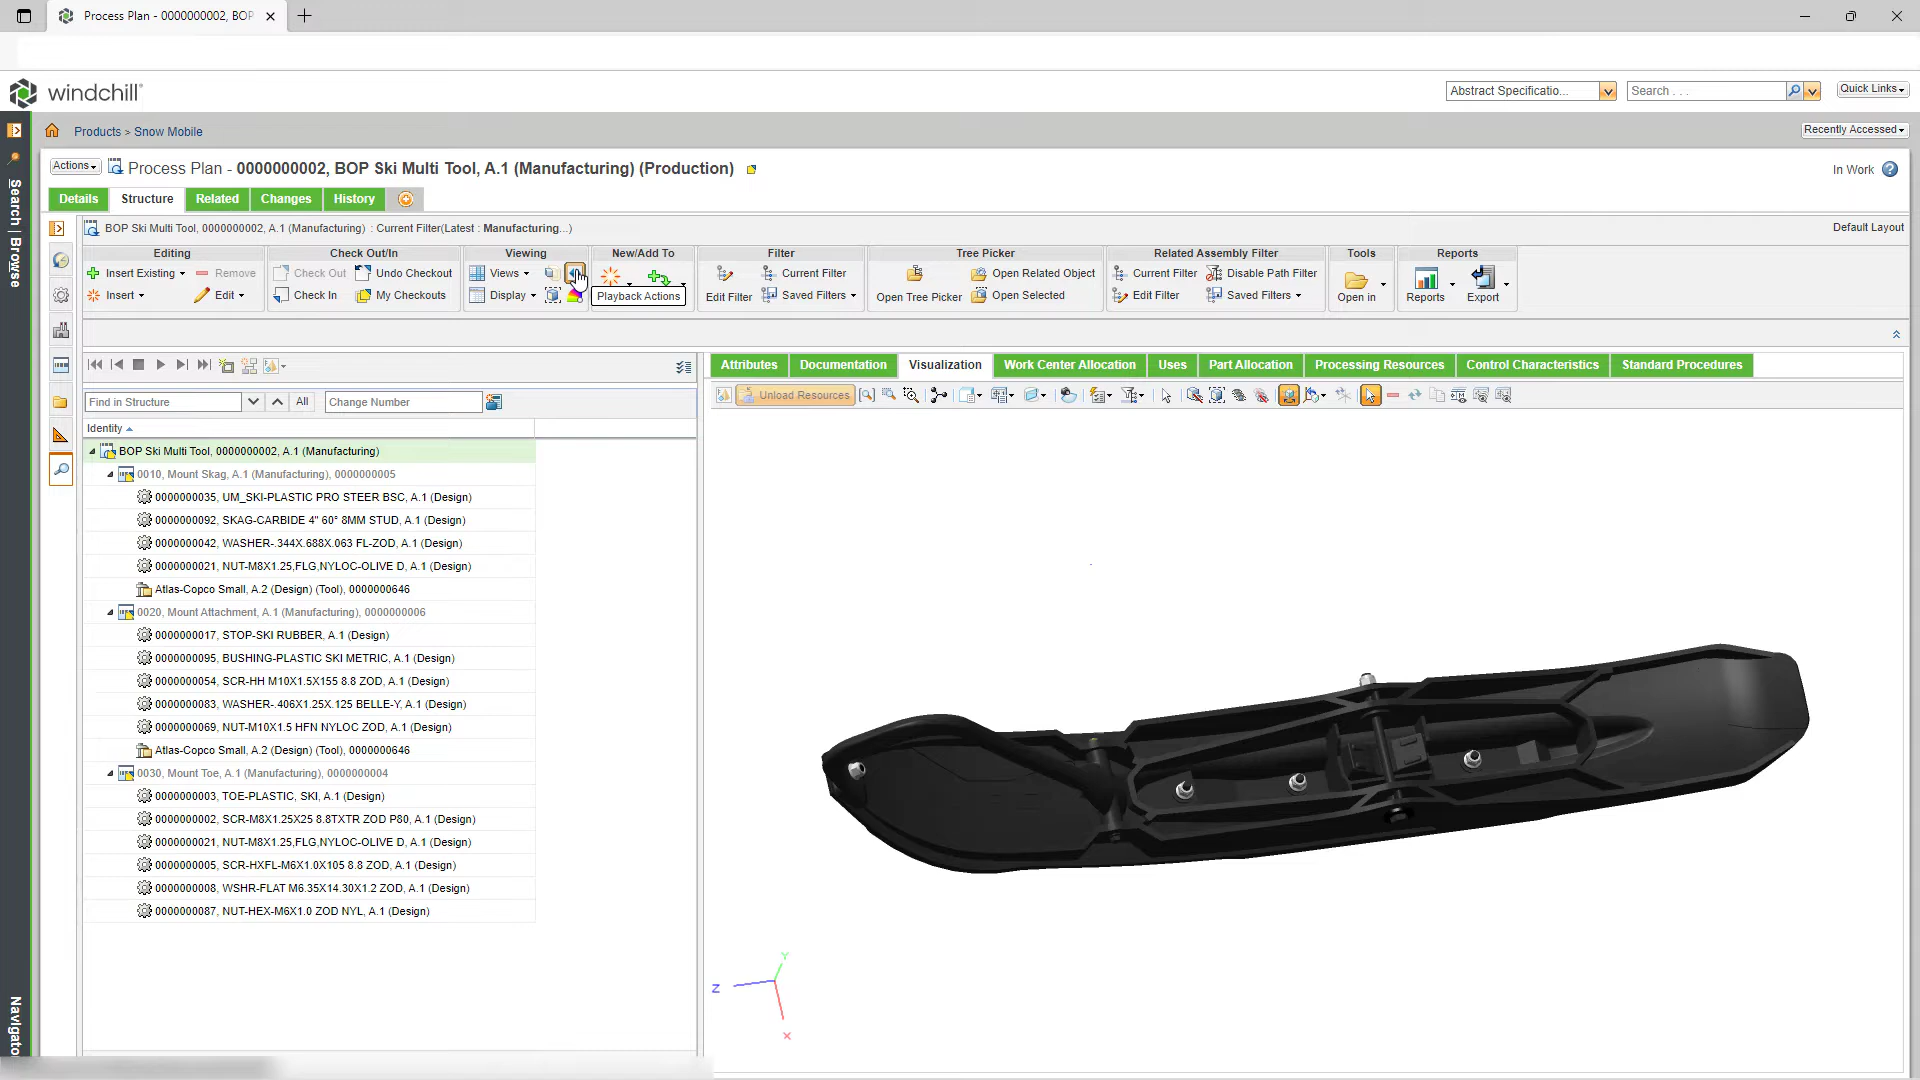 Process Plan - 0000000002, BOP
windchill
Abstract Specificatio...
Search . . .
Quick Links
Products > Snow Mobile
Recently Accessed
Actions
Process Plan - 0000000002, BOP Ski Multi Tool, A.1 (Manufacturing) (Production)
In Work
Details
Structure
Related
Changes
History
Search | Browse
Navigato
BOP Ski Multi Tool, 0000000002, A.1 (Manufacturing) : Current Filter(Latest : Manufacturing...)
Default Layout
Editing
Check Out/In
Viewing
New/Add To
Filter
Tree Picker
Related Assembly Filter
Tools
Reports
Insert Existing
Remove
Check Out
Undo Checkout
Views
Current Filter
Open Related Object
Current Filter
Disable Path Filter
Insert
Edit
Check In
My Checkouts
Display
Playback Actions
Edit Filter
Saved Filters
Open Tree Picker
Open Selected
Edit Filter
Saved Filters
Open in
Reports
Export
Attributes
Documentation
Visualization
Work Center Allocation
Uses
Part Allocation
Processing Resources
Control Characteristics
Standard Procedures
Unload Resources
Find in Structure
All
Change Number
Identity
BOP Ski Multi Tool, 0000000002, A.1 (Manufacturing)
0010, Mount Skag, A.1 (Manufacturing), 0000000005
0000000035, UM_SKI-PLASTIC PRO STEER BSC, A.1 (Design)
0000000092, SKAG-CARBIDE 4" 60° 8MM STUD, A.1 (Design)
0000000042, WASHER-.344X.688X.063 FL-ZOD, A.1 (Design)
0000000021, NUT-M8X1.25,FLG,NYLOC-OLIVE D, A.1 (Design)
Atlas-Copco Small, A.2 (Design) (Tool), 0000000646
0020, Mount Attachment, A.1 (Manufacturing), 0000000006
0000000017, STOP-SKI RUBBER, A.1 (Design)
0000000095, BUSHING-PLASTIC SKI METRIC, A.1 (Design)
0000000054, SCR-HH M10X1.5X155 8.8 ZOD, A.1 (Design)
0000000083, WASHER-.406X1.25X.125 BELLE-Y, A.1 (Design)
0000000069, NUT-M10X1.5 HFN NYLOC ZOD, A.1 (Design)
Atlas-Copco Small, A.2 (Design) (Tool), 0000000646
0030, Mount Toe, A.1 (Manufacturing), 0000000004
0000000003, TOE-PLASTIC, SKI, A.1 (Design)
0000000002, SCR-M8X1.25X25 8.8TXTR ZOD P80, A.1 (Design)
0000000021, NUT-M8X1.25,FLG,NYLOC-OLIVE D, A.1 (Design)
0000000005, SCR-HXFL-M6X1.0X105 8.8 ZOD, A.1 (Design)
0000000008, WSHR-FLAT M6.35X14.30X1.2 ZOD, A.1 (Design)
0000000087, NUT-HEX-M6X1.0 ZOD NYL, A.1 (Design)
Y
Z
X